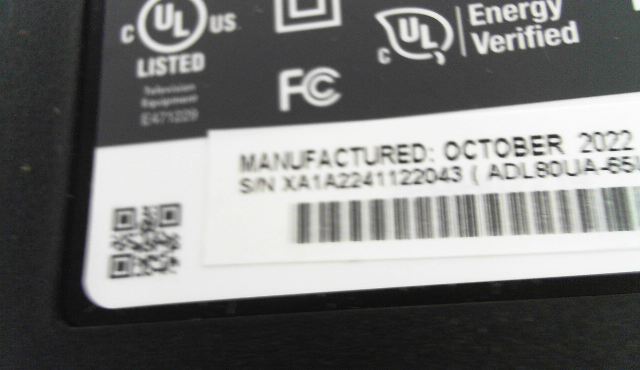 c UL US
LISTED
Television
Equipment
E471229
FC
c UL
Energy
Verified
MANUFACTURED: OCTOBER 2022
S/N XA1A2241122043 ( ADL80UA-65